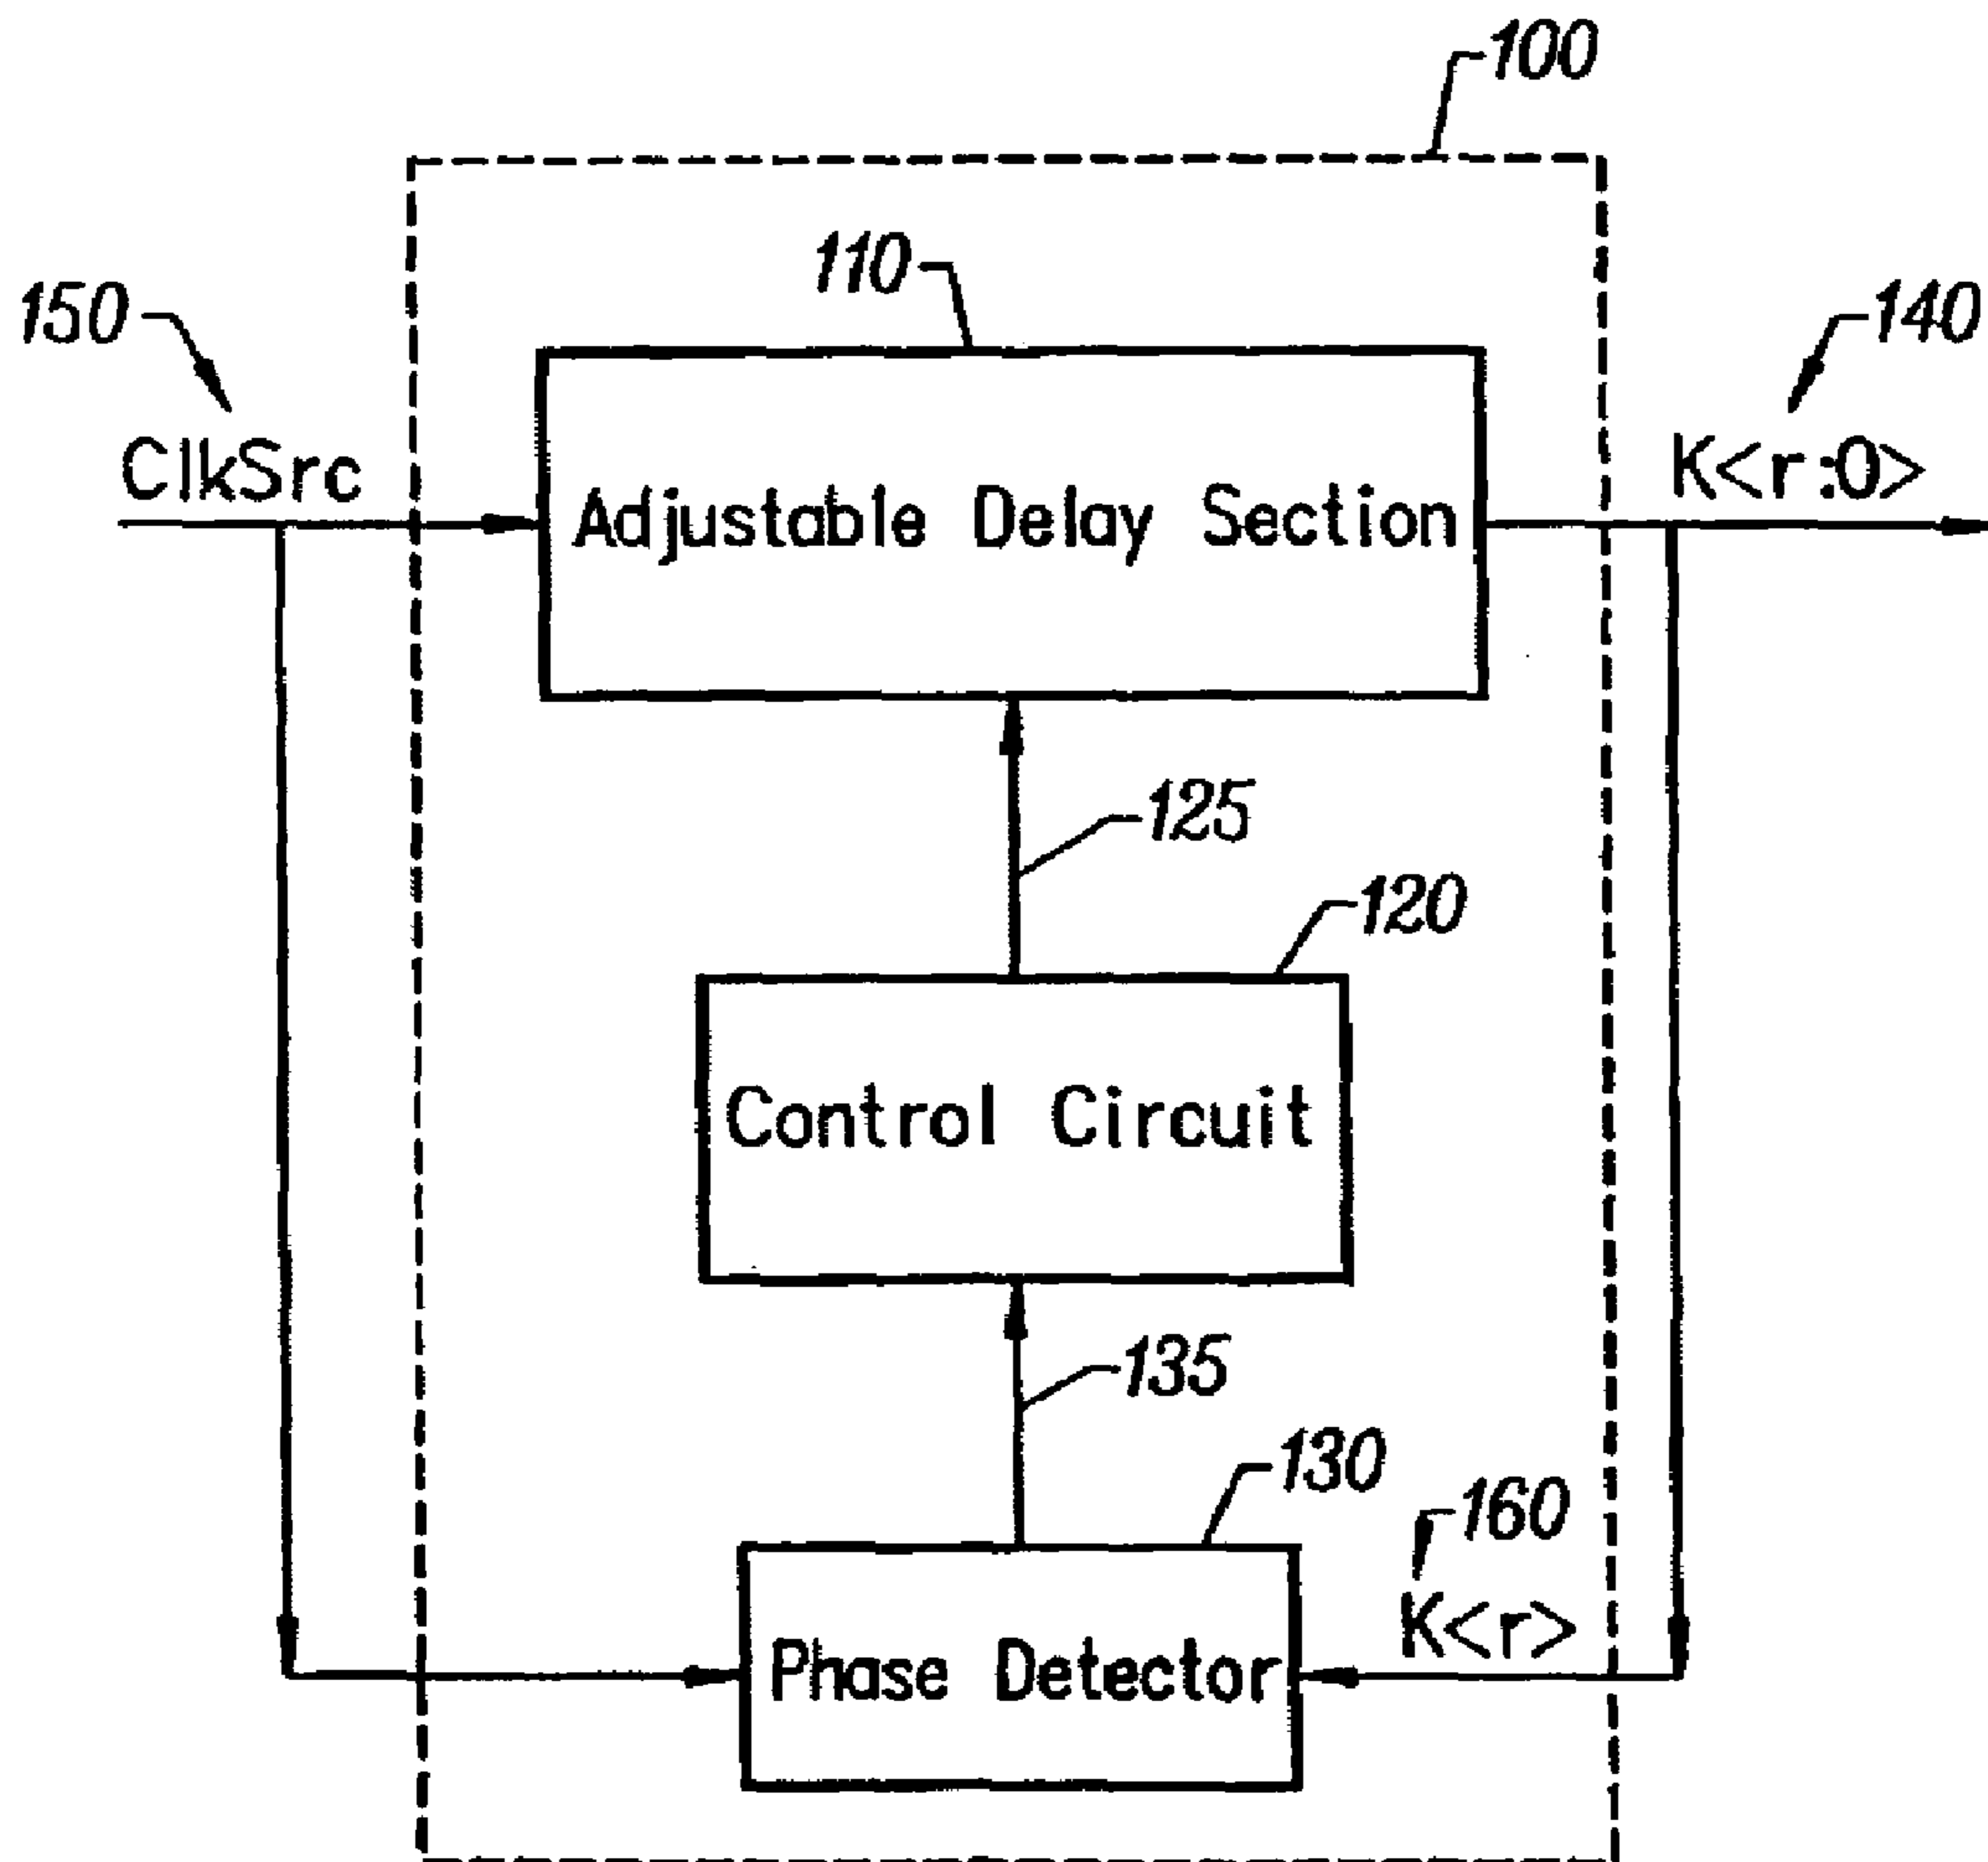 100
110
150
140
ClkSrc
K<r:0>
Adjustable Delay Section
125
120
Control Circuit
135
130
160
K<r>
Phase Detector